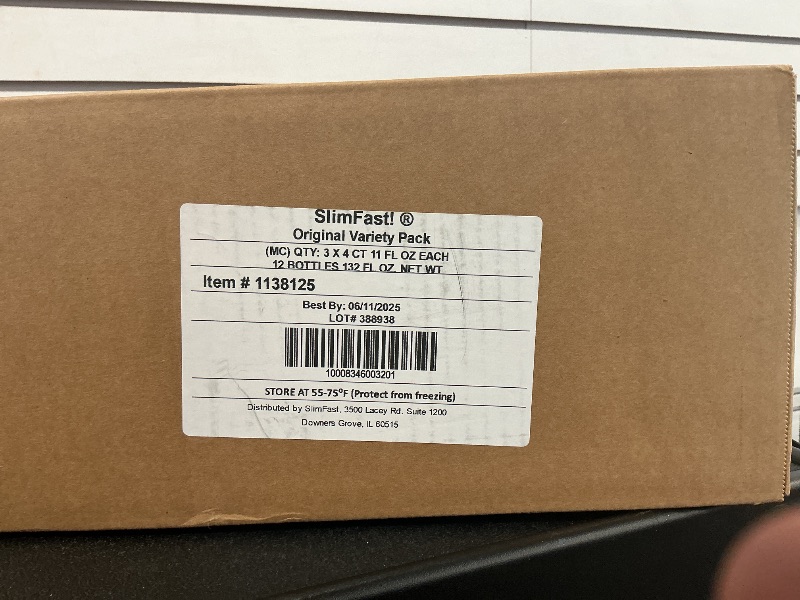 SlimFast! ®
Original Variety Pack
(MC) QTY: 3 X 4 CT 11 FL OZ EACH
12 BOTTLES 132 FL OZ. NET WT
Item # 1138125
Best By: 06/11/2025
LOT# 388938
10008346003201
STORE AT 55-75°F (Protect from freezing)
Distributed by SlimFast, 3500 Lacey Rd. Suite 1200
Downers Grove, IL 60515